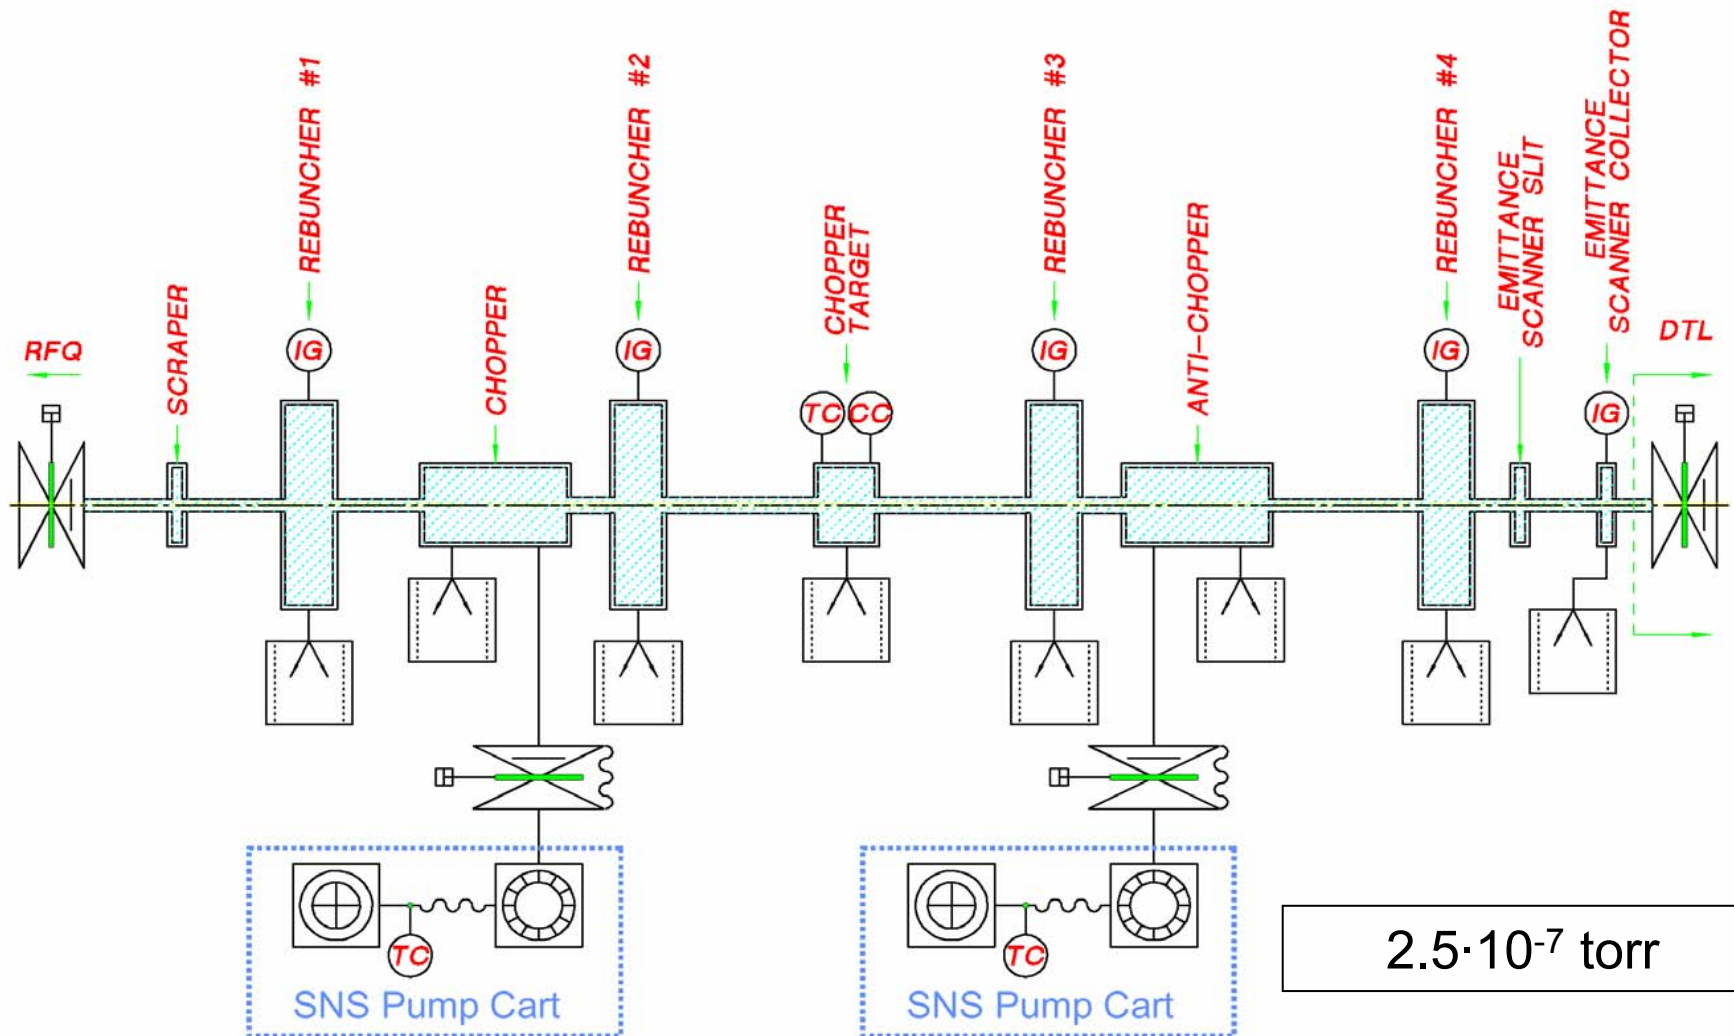 RFQ
SCRAPER
REBUNCHER #1
CHOPPER
REBUNCHER #2
CHOPPER
TARGET
REBUNCHER #3
ANTI-CHOPPER
REBUNCHER #4
EMITTANCE
SCANNER SLIT
EMITTANCE
SCANNER COLLECTOR
DTL
IG
IG
TC
CC
IG
IG
IG
TC
SNS Pump Cart
TC
SNS Pump Cart
2.5·10⁻⁷ torr